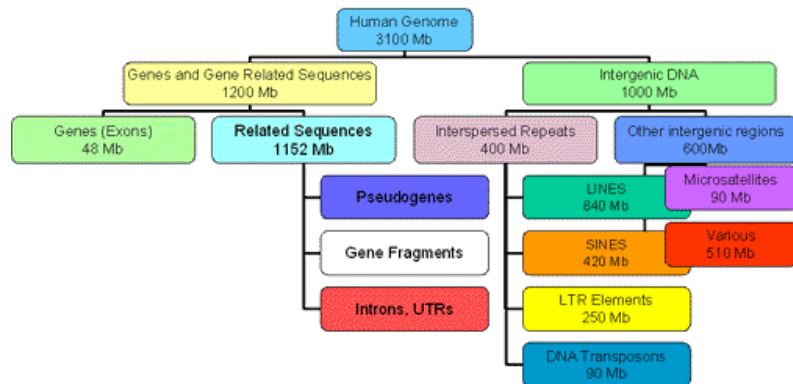 Human Genome
3100 Mb
Genes and Gene Related Sequences
1200 Mb
Intergenic DNA
1000 Mb
Genes (Exons)
48 Mb
Related Sequences
1152 Mb
Interspersed Repeats
400 Mb
Other intergenic regions
600Mb
Pseudogenes
LINES
640 Mb
Microsatellites
90 Mb
Gene Fragments
SINES
420 Mb
Various
510 Mb
Introns, UTRs
LTR Elements
250 Mb
DNA Transposons
90 Mb